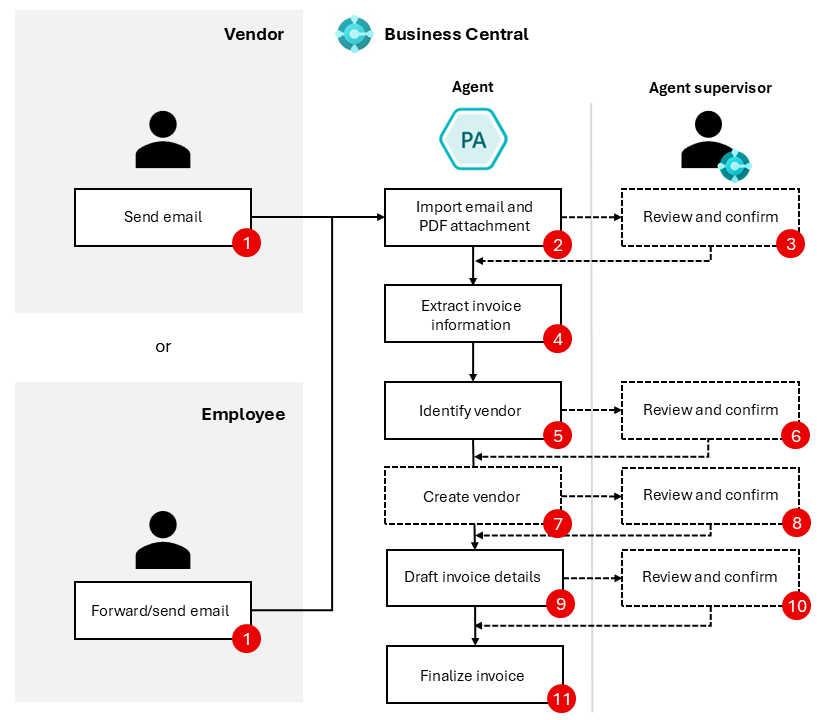 Vendor
Business Central
Agent
Agent supervisor
PA
Send email
1
Import email and
PDF attachment
2
Review and confirm
3
Extract invoice
information
4
or
Employee
Identify vendor
5
Review and confirm
6
Create vendor
7
Review and confirm
8
Forward/send email
1
Draft invoice details
9
Review and confirm
10
Finalize invoice
11